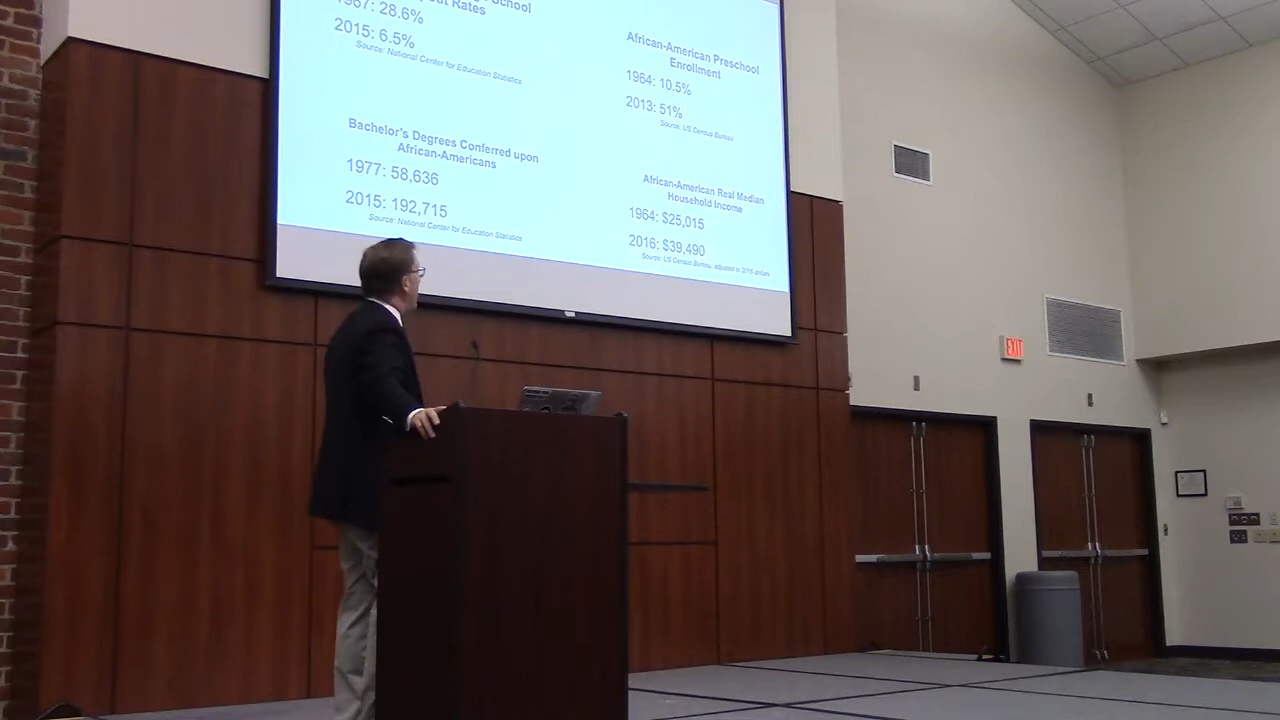 School
Rates
1967: 28.6%
2015: 6.5%
Source: National Center for Education Statistics
Bachelor's Degrees Conferred upon
African-Americans
1977: 58,636
2015: 192,715
Source: National Center for Education Statistics
African-American Preschool
Enrollment
1964: 10.5%
2013: 51%
Source: US Census Bureau
African-American Real Median
Household Income
1964: $25,015
2016: $39,490
Source: US Census Bureau, adjusted to 2016 dollars
EXIT